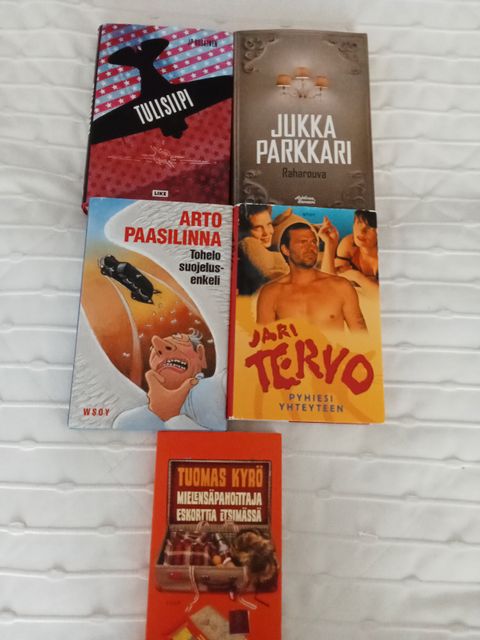 TULISIIPI
LIKE
JUKKA
PARKKARI
Raharouva
ARTO
PAASILINNA
Tohelo
suojelus-
enkeli
WSOY
JARI
TERVO
PYHIESI
YHTEYTEEN
TUOMAS KYRÖ
MIELENSÄPAHOITTAJA
ESKORTTIA ETSIMÄSSÄ